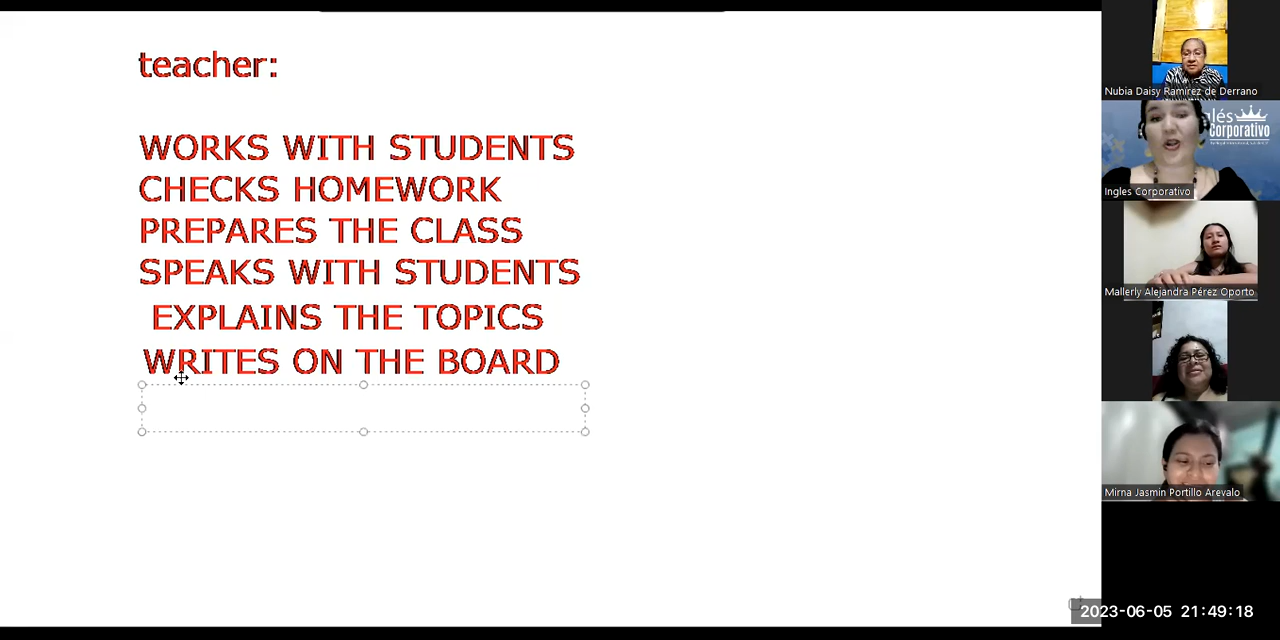 teacher:
WORKS WITH STUDENTS
CHECKS HOMEWORK
PREPARES THE CLASS
SPEAKS WITH STUDENTS
EXPLAINS THE TOPICS
WRITES ON THE BOARD
Nubia Daisy Ramírez de Derrano
glés
Corporativo
Ingles Corporativo
Mallerly Alejandra Pérez Oporto
Mirna Jasmin Portillo Arevalo
2023-06-05 21:49:18